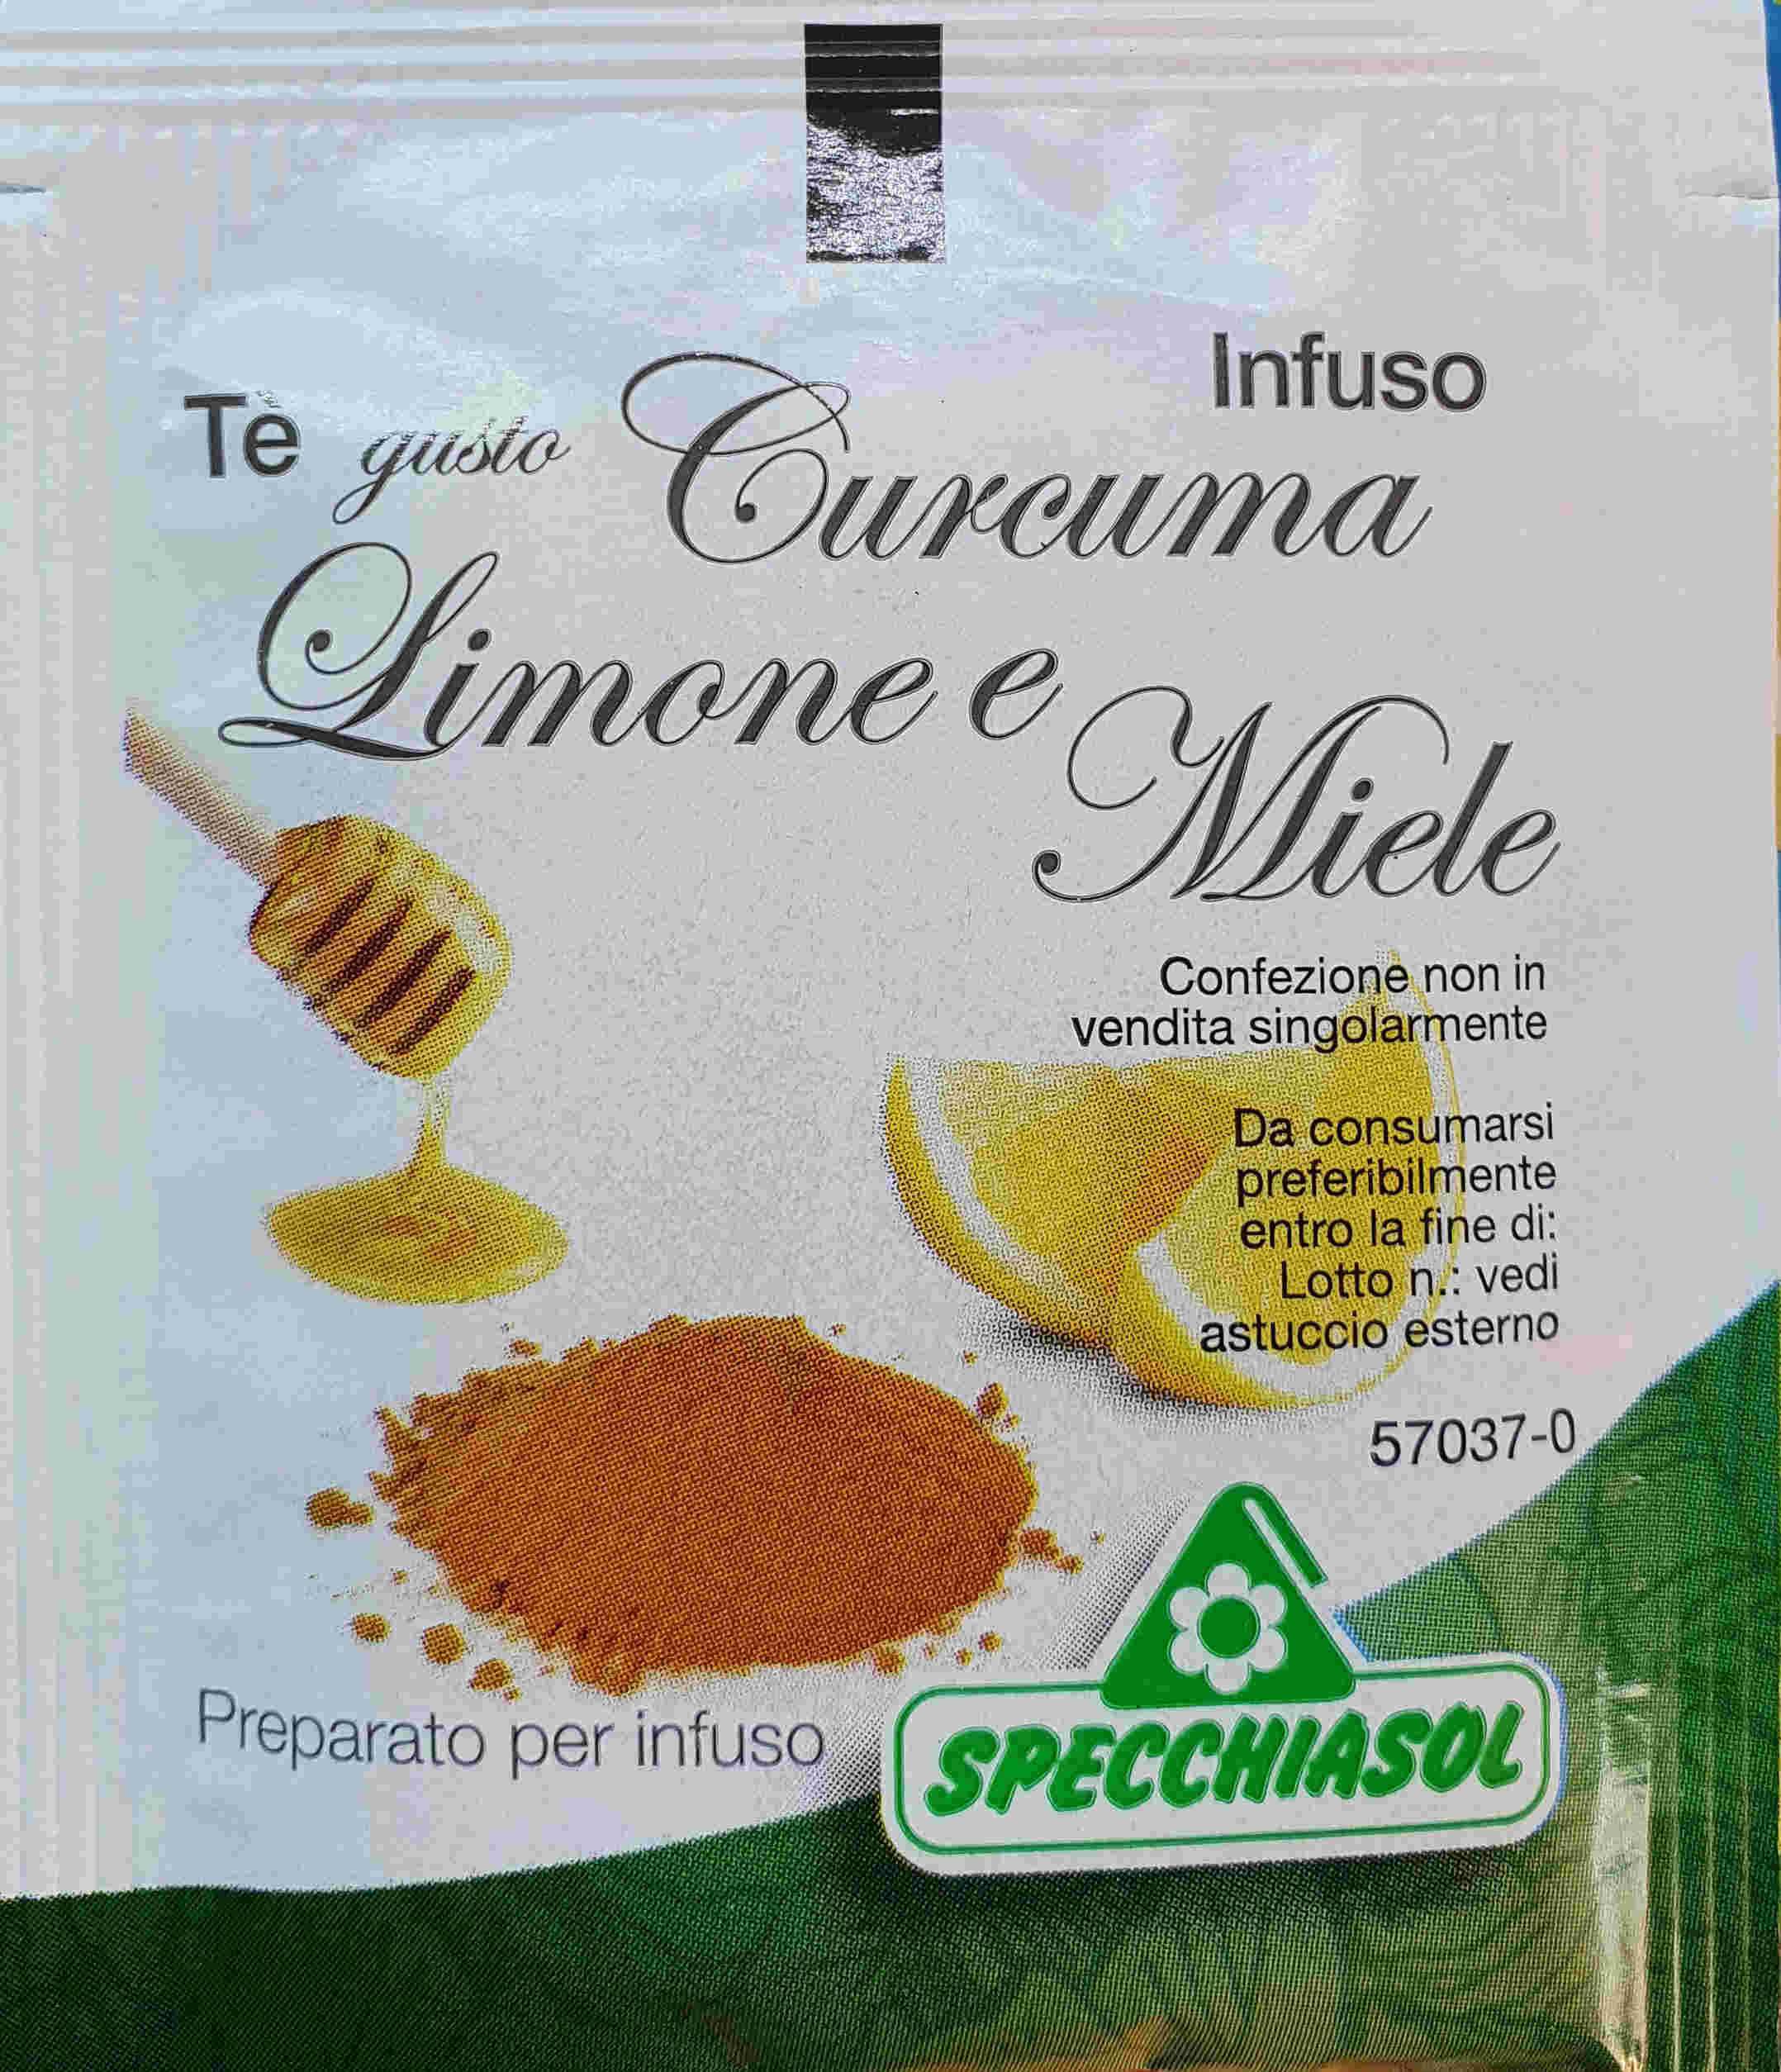 Infuso
Tè gusto Curcuma
Limone e
Miele
Confezione non in
vendita singolarmente
Da consumarsi
preferibilmente
entro la fine di:
Lotto n.: vedi
astuccio esterno
57037-0
Preparato per infuso
SPECCHIASOL